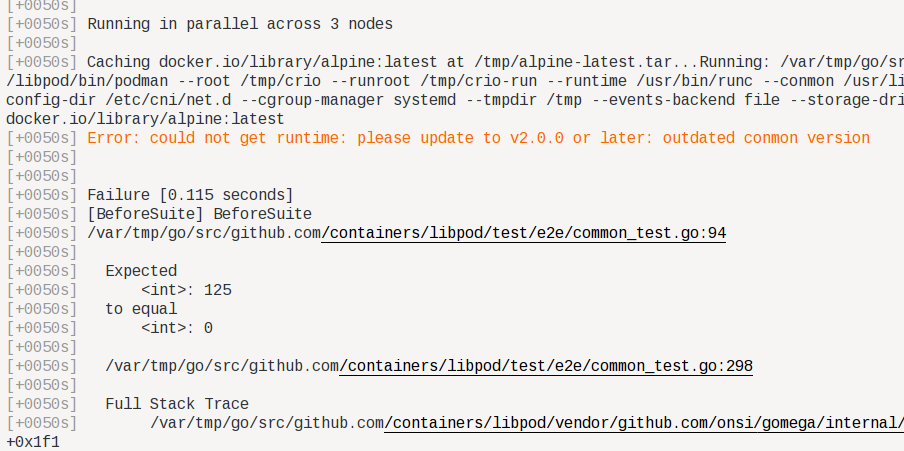 [+0050s]
[+0050s] Running in parallel across 3 nodes
[+0050s]
[+0050s] Caching docker.io/library/alpine:latest at /tmp/alpine-latest.tar...Running: /var/tmp/go/sr
/libpod/bin/podman --root /tmp/crio --runroot /tmp/crio-run --runtime /usr/bin/runc --conmon /usr/li
config-dir /etc/cni/net.d --cgroup-manager systemd --tmpdir /tmp --events-backend file --storage-dri
docker.io/library/alpine:latest
[+0050s] Error: could not get runtime: please update to v2.0.0 or later: outdated conmon version
[+0050s]
[+0050s]
[+0050s] Failure [0.115 seconds]
[+0050s] [BeforeSuite] BeforeSuite
[+0050s] /var/tmp/go/src/github.com/containers/libpod/test/e2e/common_test.go:94
[+0050s]
[+0050s]   Expected
[+0050s]       <int>: 125
[+0050s]   to equal
[+0050s]       <int>: 0
[+0050s]
[+0050s]   /var/tmp/go/src/github.com/containers/libpod/test/e2e/common_test.go:298
[+0050s]
[+0050s]   Full Stack Trace
[+0050s]        /var/tmp/go/src/github.com/containers/libpod/vendor/github.com/onsi/gomega/internal/
+0x1f1